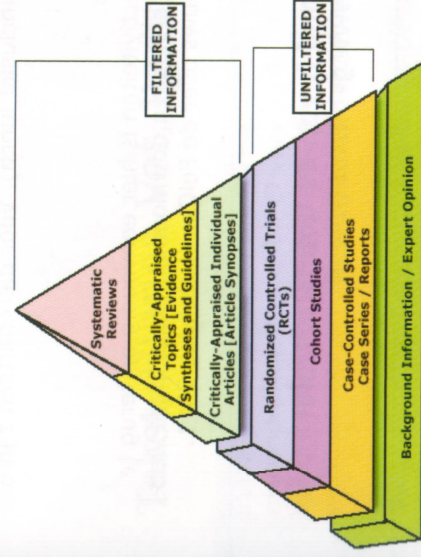 FILTERED
INFORMATION
UNFILTERED
INFORMATION
Systematic
Reviews
Critically-Appraised
Topics [Evidence
Syntheses and Guidelines]
Critically-Appraised Individual
Articles [Article Synopses]
Randomized Controlled Trials
(RCTs)
Cohort Studies
Case-Controlled Studies
Case Series / Reports
Background Information / Expert Opinion